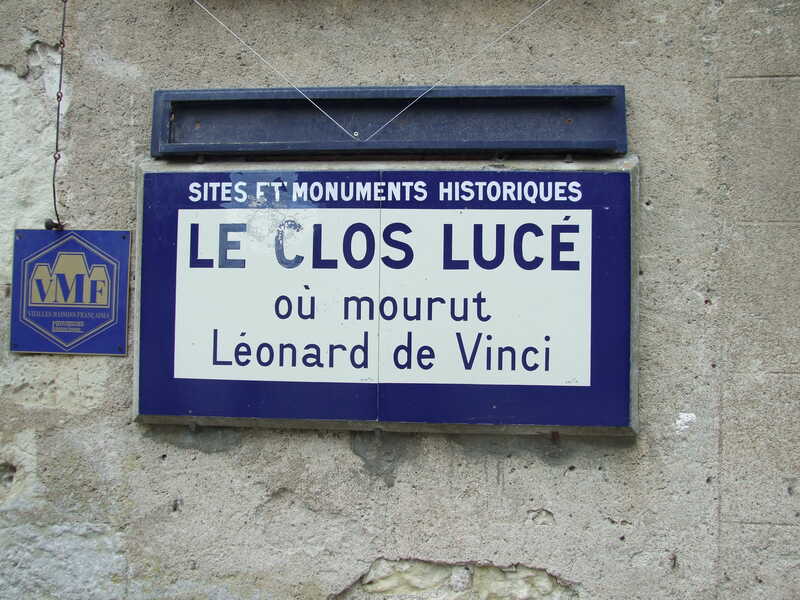 SITES ET MONUMENTS HISTORIQUES
LE CLOS LUCÉ
où mourut
Léonard de Vinci
VMF
VIEILLES MAISONS FRANÇAISES